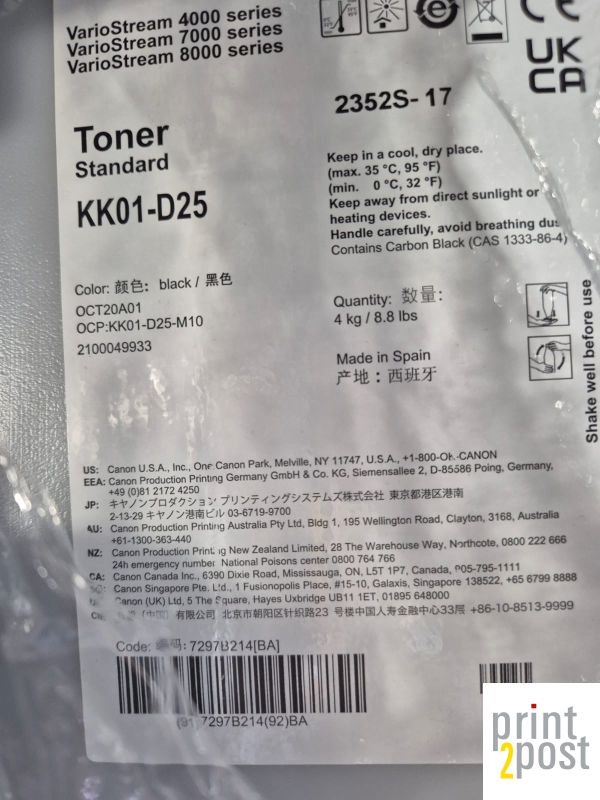 VarioStream 4000 series
VarioStream 7000 series
VarioStream 8000 series
CE
UK
CA
Toner
Standard
KK01-D25
2352S-17
Keep in a cool, dry place.
(max. 35 °C, 95 °F)
(min. 0 °C, 32 °F)
Keep away from direct sunlight or
heating devices.
Handle carefully, avoid breathing dus
Contains Carbon Black (CAS 1333-86-4)
Color: 颜色: black / 黑色
OCT20A01
OCP:KK01-D25-M10
2100049933
Quantity: 数量:
4 kg / 8.8 lbs
Made in Spain
产地:西班牙
Shake well before use
US: Canon U.S.A., Inc., One Canon Park, Melville, NY 11747, U.S.A., +1-800-OK-CANON
EEA: Canon Production Printing Germany GmbH & Co. KG, Siemensallee 2, D-85586 Poing, Germany,
+49 (0)81 2172 4250
JP: キヤノンプロダクション プリンティングシステムズ株式会社 東京都港区港南
2-13-29 キヤノン港南ビル 03-6719-9700
AU: Canon Production Printing Australia Pty Ltd, Bldg 1, 195 Wellington Road, Clayton, 3168, Australia
+61-1300-363-440
NZ: Canon Production Printing New Zealand Limited, 28 The Warehouse Way, Northcote, 0800 222 666
24h emergency number National Poisons center 0800 764 766
CA: Canon Canada Inc., 6390 Dixie Road, Mississauga, ON, L5T 1P7, Canada, 905-795-1111
Canon Singapore Pte. Ltd., 1 Fusionopolis Place, #15-10, Galaxis, Singapore 138522, +65 6799 8888
Canon (UK) Ltd, 5 The Square, Hayes Uxbridge UB11 1ET, 01895 648000
(中国) 有限公司 北京市朝阳区针织路23 号楼中国人寿金融中心33层 +86-10-8513-9999
Code: 编码: 7297B214[BA]
(91)7297B214(92)BA
print
2post